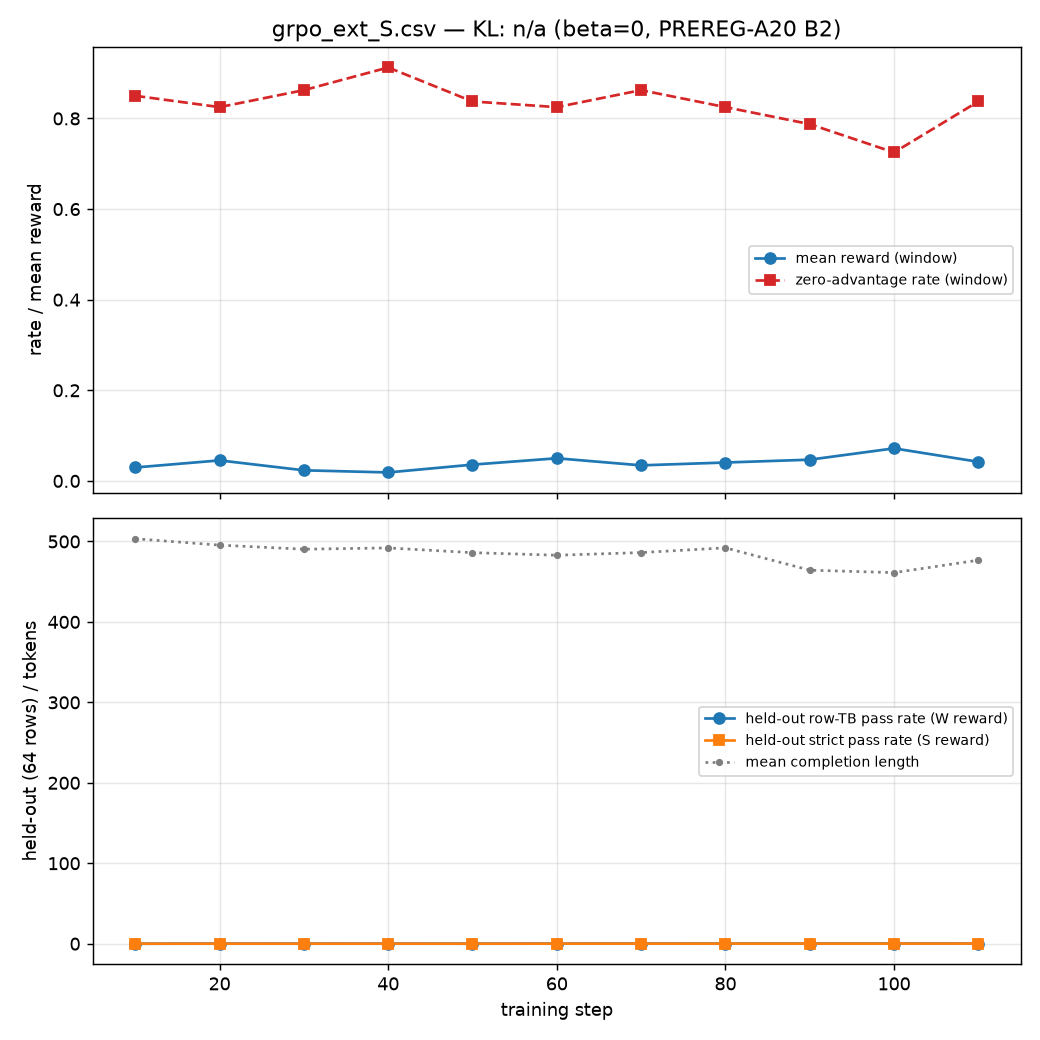 grpo_ext_S.csv — KL: n/a (beta=0, PREREG-A20 B2)
rate / mean reward
0.8
0.6
0.4
0.2
0.0
mean reward (window)
zero-advantage rate (window)
held-out (64 rows) / tokens
500
400
300
200
100
0
held-out row-TB pass rate (W reward)
held-out strict pass rate (S reward)
mean completion length
20
40
60
80
100
training step